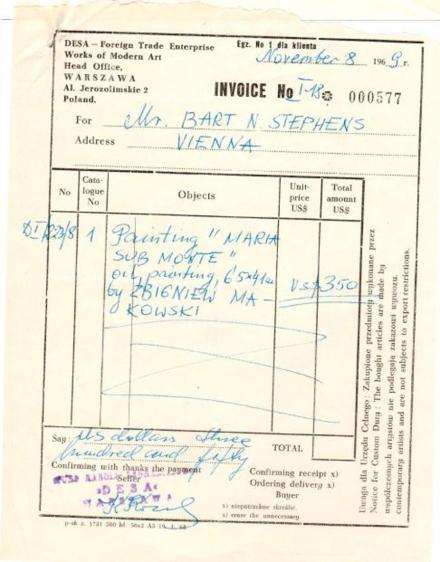 DESA — Foreign Trade Enterprise
Works of Modern Art
Head Office,
WARSZAWA
Al. Jerozolimskie 2
Poland.
Egz. No 1 dla klienta
November 8 1969 r.
INVOICE No I-18 000577
For Mr. BART N STEPHENS
Address VIENNA
No
Cata-
logue
No
Objects
Unit-
price
US$
Total
amount
US$
1 Painting "MARIA
SUB MONTE"
oil, painting, 65x41cm
by ZBIGNIEW MA-
KOWSKI
US$ 350
Say us dollars three
hundred and fifty
TOTAL
Confirming with thanks the payment
Seller
DESA
WARSZAWA
Confirming receipt x)
Ordering delivery x)
Buyer
x) niepotrzebne skreślić.
x) erase the unnecessary.
Uwaga dla Urzędu Celnego: Zakupione przedmioty wykonane przez
Notice for Custom Duty: The bought articles are made by
współczesnych artystów nie podlegają zakazowi wywozu.
contemporary artists and are not subjects to export restrictions.